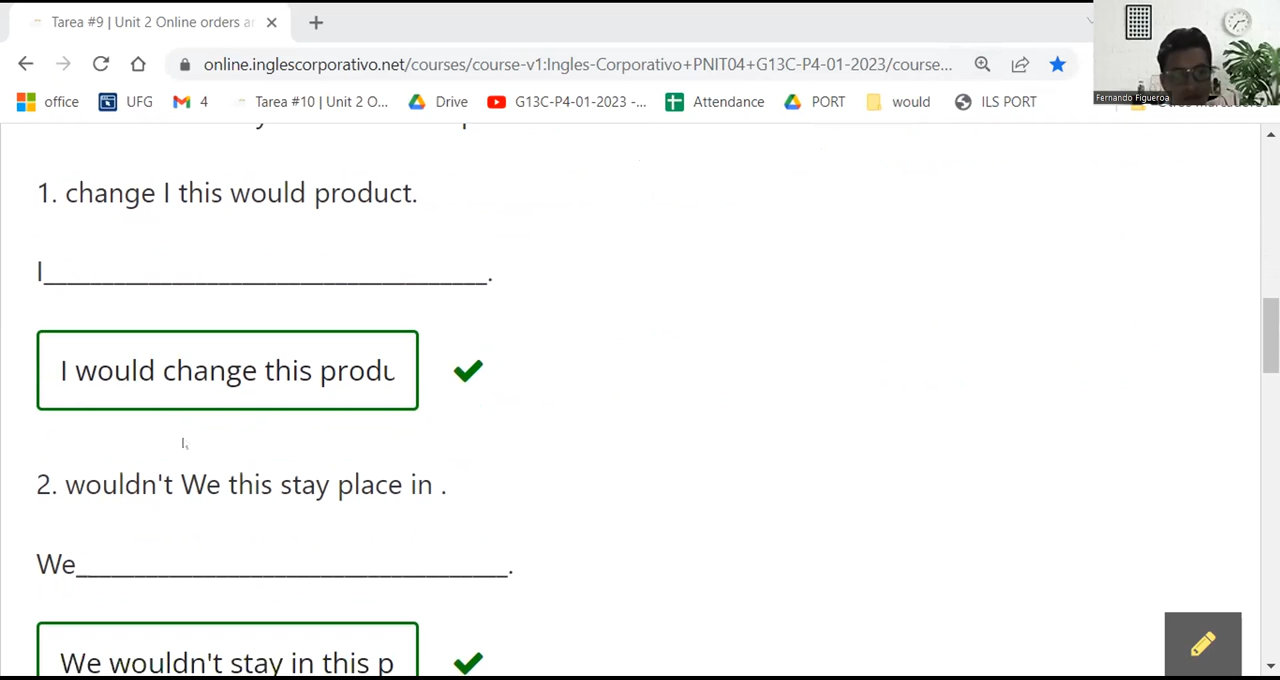 Tarea #9 | Unit 2 Online orders ar
online.inglescorporativo.net/courses/course-v1:Ingles-Corporativo+PNIT04+G13C-P4-01-2023/course...
office UFG 4 Tarea #10 | Unit 2 O... Drive G13C-P4-01-2023 -... Attendance PORT would ILS PORT
Fernando Figueroa
1. change I this would product.
I____________________________________.
I would change this produ
2. wouldn't We this stay place in .
We___________________________________.
We wouldn't stay in this p